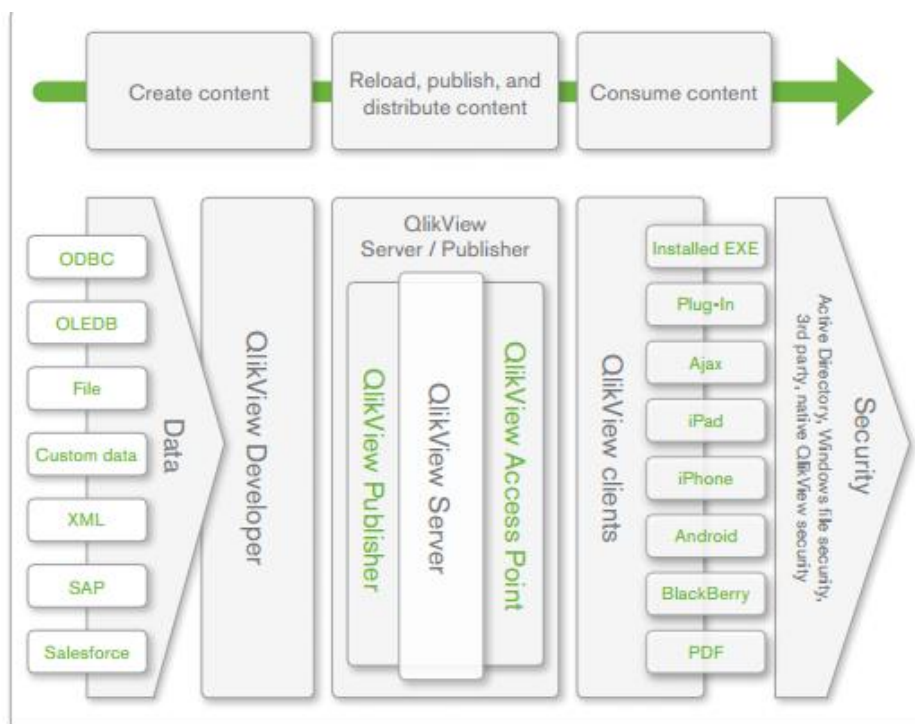 Create content
Reload, publish, and
distribute content
Consume content
ODBC
OLEDB
File
Custom data
XML
SAP
Salesforce
Data
QlikView Developer
QlikView
Server / Publisher
QlikView Publisher
QlikView Server
QlikView Access Point
QlikView clients
Installed EXE
Plug-In
Ajax
iPad
iPhone
Android
BlackBerry
PDF
Security
Active Directory, Windows file security,
3rd party, native QlikView security